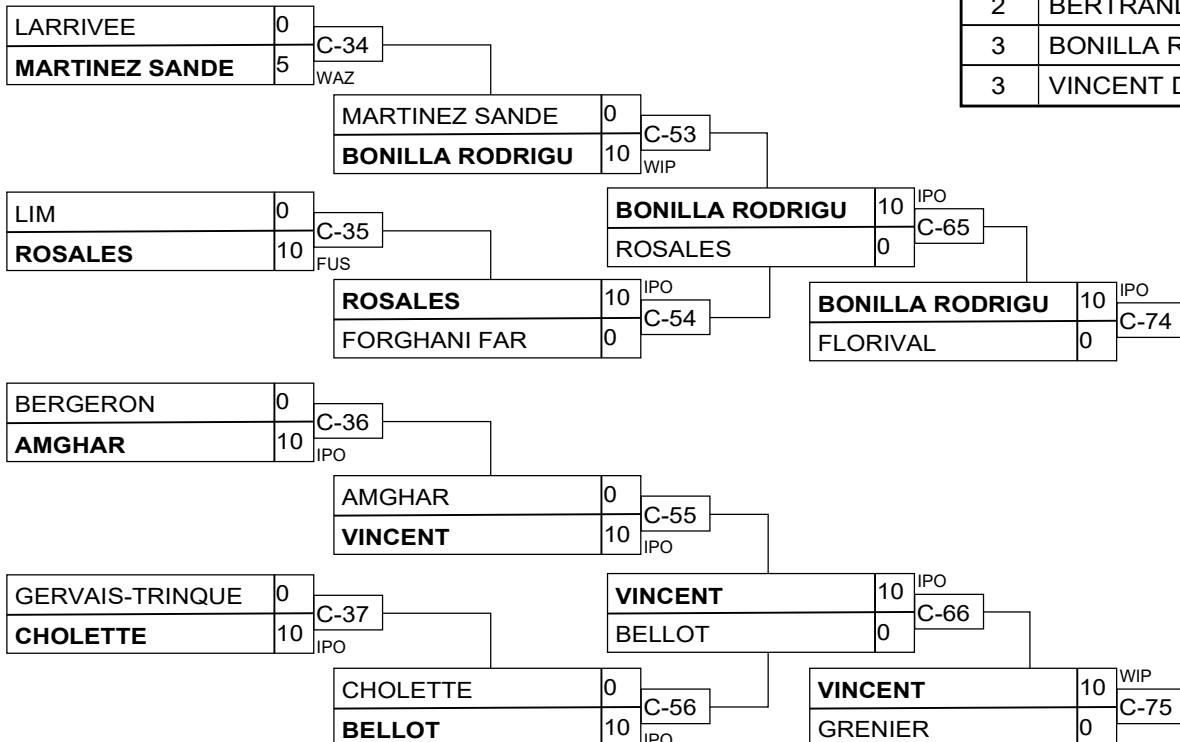 2 BERTRAND
3 BONILLA R
3 VINCENT D
LARRIVEE 0
C-34
MARTINEZ SANDE 5
WAZ
MARTINEZ SANDE 0
C-53
BONILLA RODRIGU 10
WIP
LIM 0
C-35
ROSALES 10
FUS
BONILLA RODRIGU 10 IPO
C-65
ROSALES 0
ROSALES 10 IPO
C-54
FORGHANI FAR 0
BONILLA RODRIGU 10 IPO
C-74
FLORIVAL 0
BERGERON 0
C-36
AMGHAR 10
IPO
AMGHAR 0
C-55
VINCENT 10
IPO
GERVAIS-TRINQUE 0
C-37
CHOLETTE 10
IPO
VINCENT 10 IPO
C-66
BELLOT 0
CHOLETTE 0
C-56
BELLOT 10
IPO
VINCENT 10 WIP
C-75
GRENIER 0